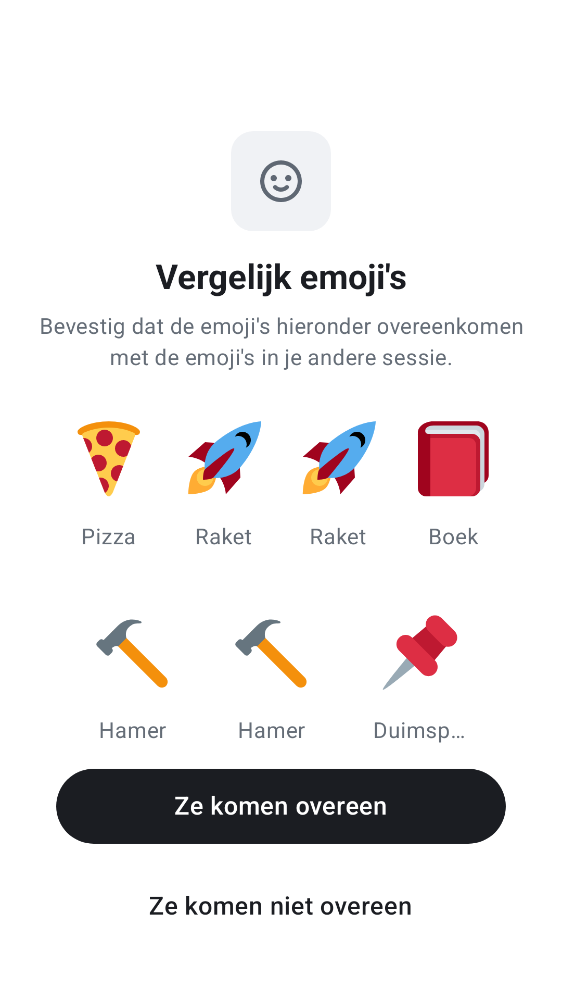 Vergelijk emoji's
Bevestig dat de emoji's hieronder overeenkomen
met de emoji's in je andere sessie.
Pizza
Raket
Raket
Boek
Hamer
Hamer
Duimsp…
Ze komen overeen
Ze komen niet overeen